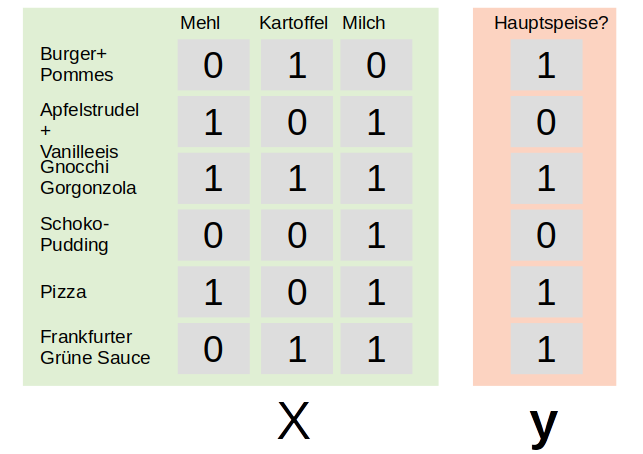 Mehl Kartoffel Milch Hauptspeise?
Burger+
Pommes
0 1 0 1
Apfelstrudel
+
Vanilleeis
1 0 1 0
Gnocchi
Gorgonzola
1 1 1 1
Schoko-
Pudding
0 0 1 0
Pizza 1 0 1 1
Frankfurter
Grüne Sauce
0 1 1 1
X y